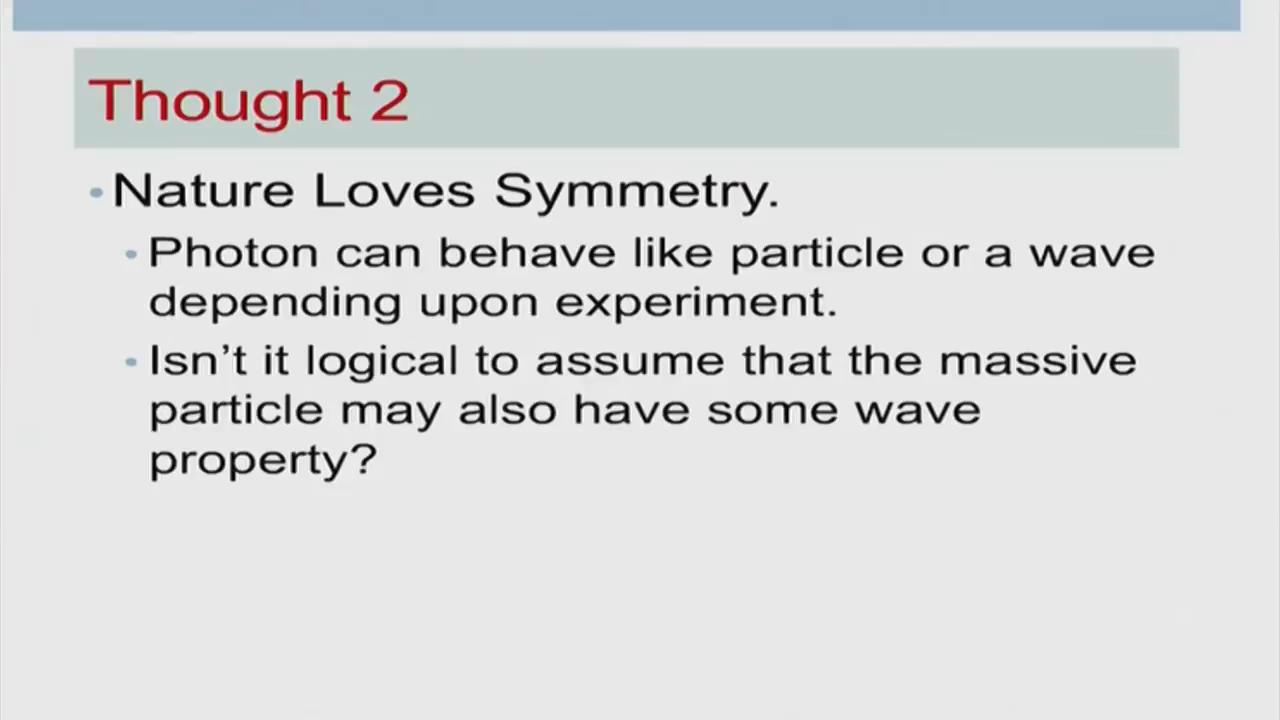 Thought 2
• Nature Loves Symmetry.
• Photon can behave like particle or a wave
depending upon experiment.
• Isn’t it logical to assume that the massive
particle may also have some wave
property?